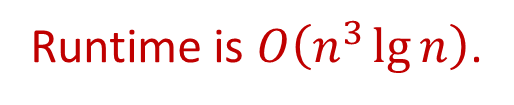 Runtime is O(n³ lg n).